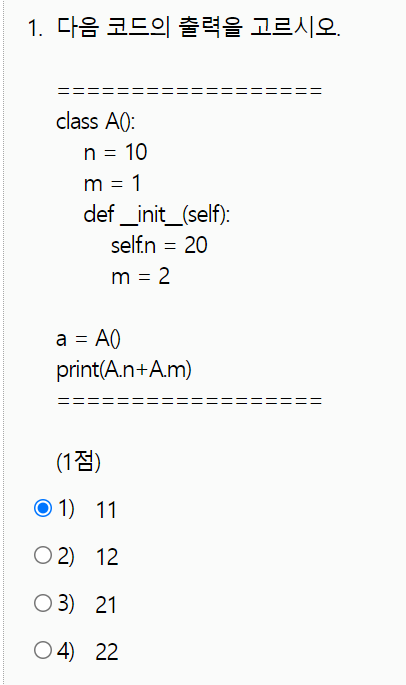 1. 다음 코드의 출력을 고르시오.
==================
class A():
n = 10
m = 1
def __init__(self):
self.n = 20
m = 2
a = A()
print(A.n+A.m)
==================
(1점)
1) 11
2) 12
3) 21
4) 22